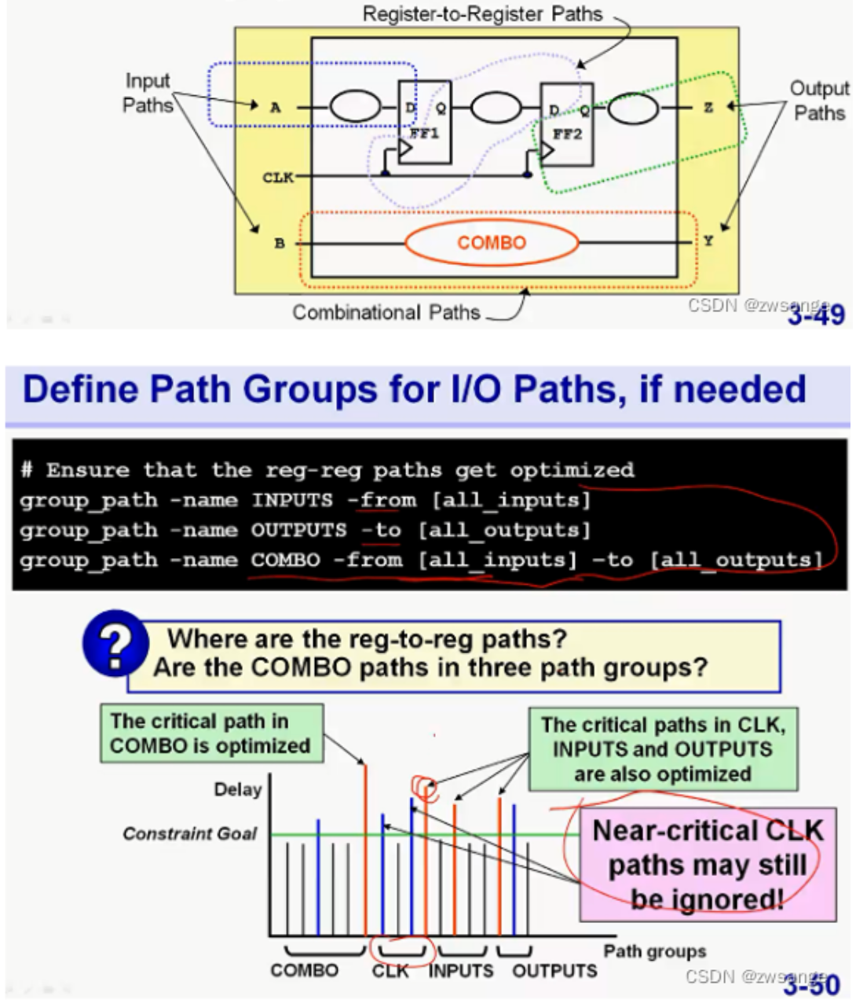 Register-to-Register Paths
Input
Paths
Output
Paths
A
D
Q
D
Q
Z
FF1
FF2
CLK
B
COMBO
Y
Combinational Paths
CSDN @zwsange
3-49
Define Path Groups for I/O Paths, if needed
# Ensure that the reg-reg paths get optimized
group_path -name INPUTS -from [all_inputs]
group_path -name OUTPUTS -to [all_outputs]
group_path -name COMBO -from [all_inputs] -to [all_outputs]
?
Where are the reg-to-reg paths?
Are the COMBO paths in three path groups?
The critical path in
COMBO is optimized
The critical paths in CLK,
INPUTS and OUTPUTS
are also optimized
Delay
Constraint Goal
Near-critical CLK
paths may still
be ignored!
Path groups
COMBO
CLK
INPUTS
OUTPUTS
CSDN @zwsange
3-50